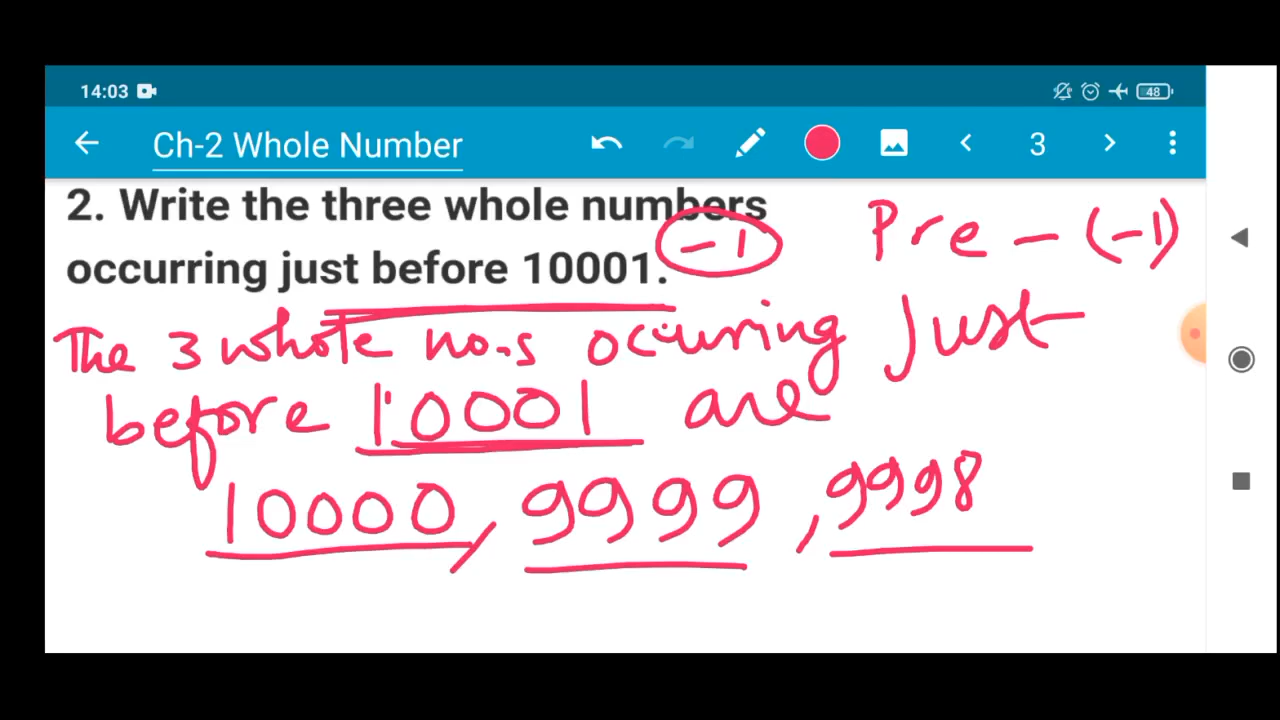 14:03 48
Ch-2 Whole Number 3
2. Write the three whole numbers
occurring just before 10001. -1 Pre - (-1)
The 3 whole no.s occuring Just
before 10001 are
10000, 9999, 9998